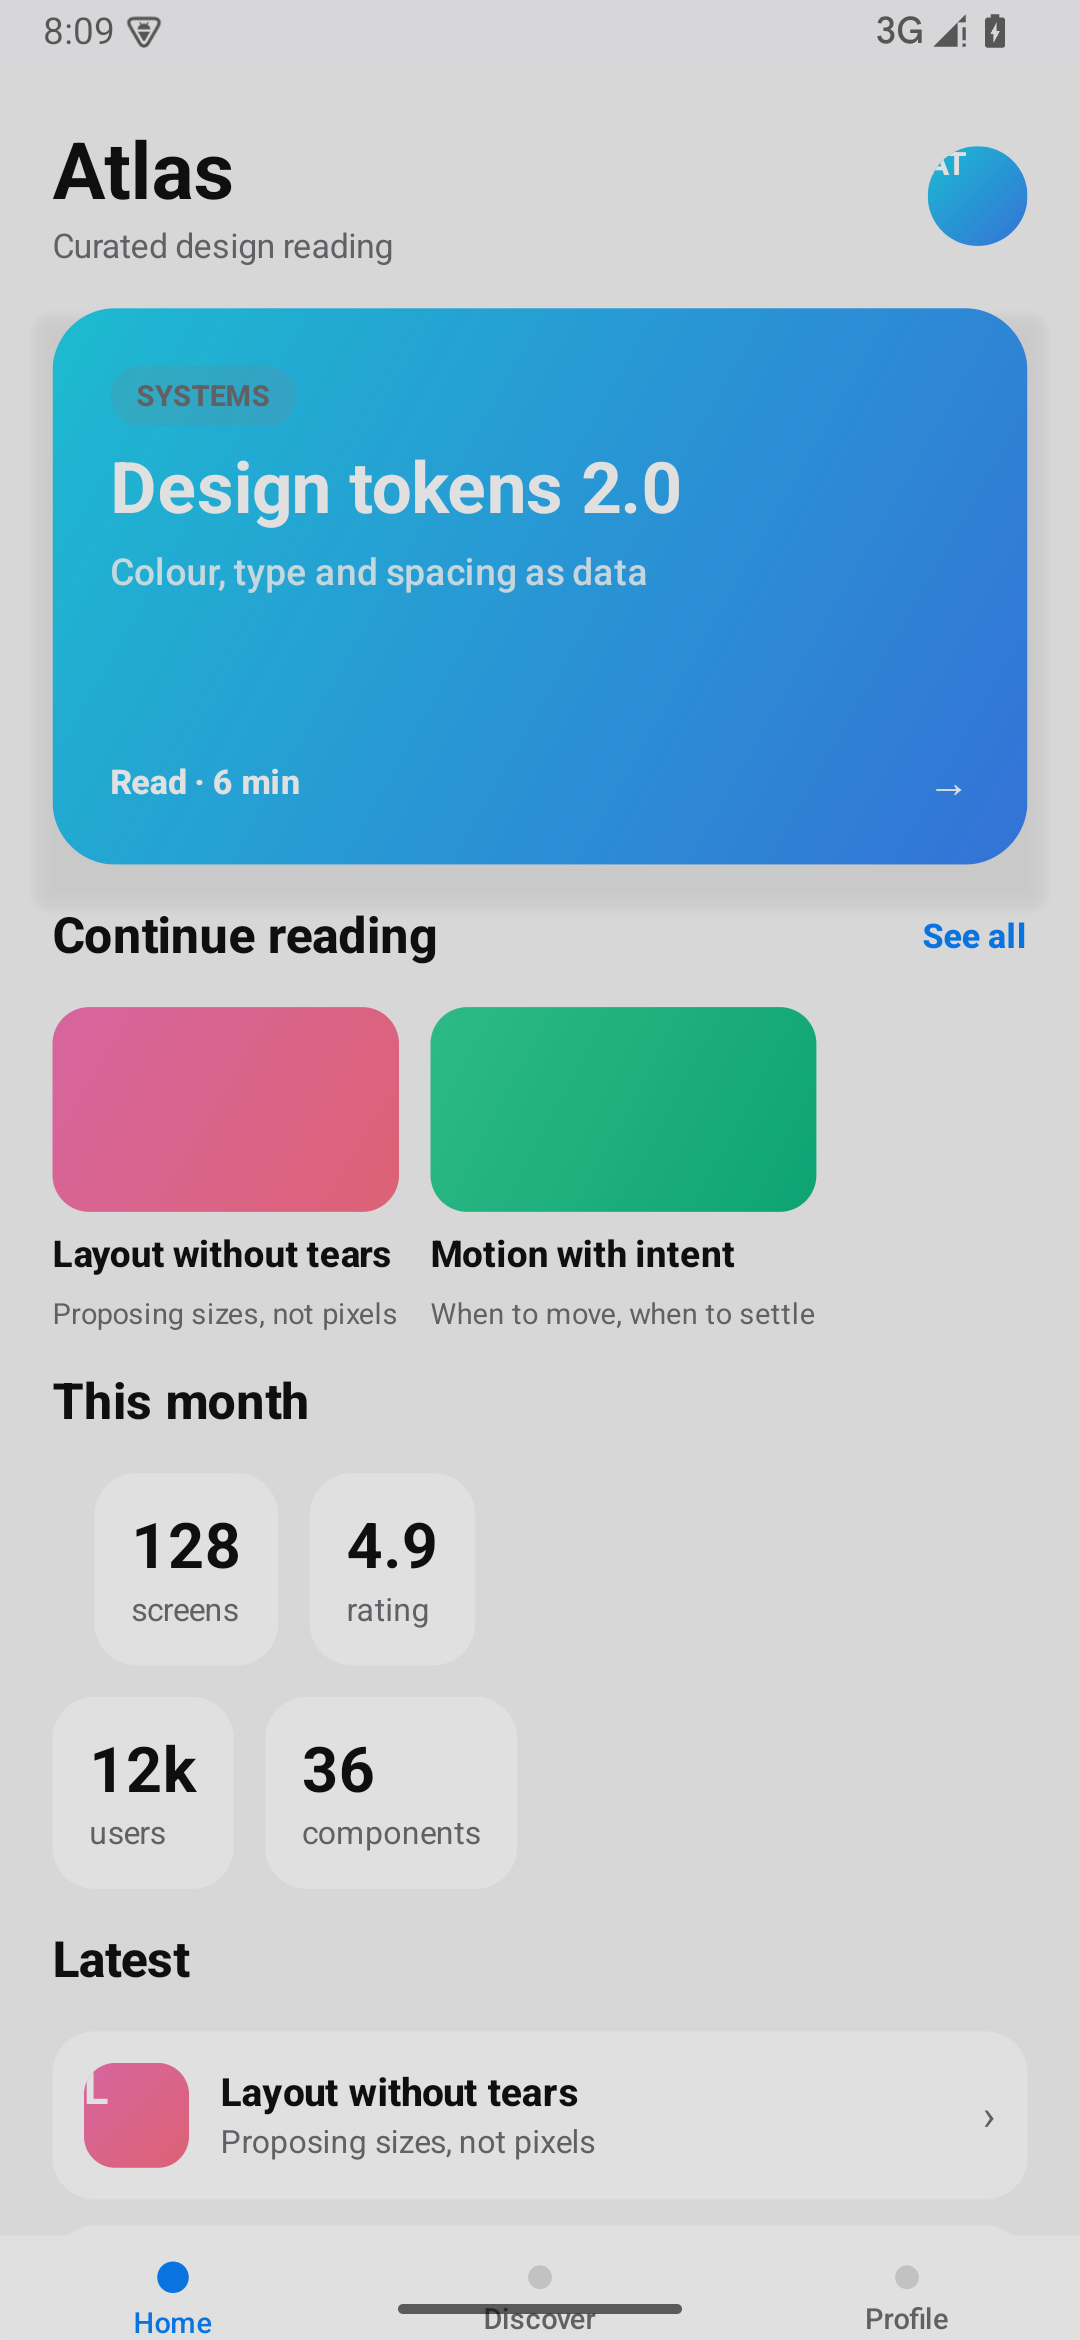 8:09
3G
Atlas
AT
Curated design reading
SYSTEMS
Design tokens 2.0
Colour, type and spacing as data
Read · 6 min →
Continue reading
See all
Layout without tears
Motion with intent
Proposing sizes, not pixels
When to move, when to settle
This month
128
4.9
screens
rating
12k
36
users
components
Latest
L
Layout without tears
Proposing sizes, not pixels
›
Home
Discover
Profile